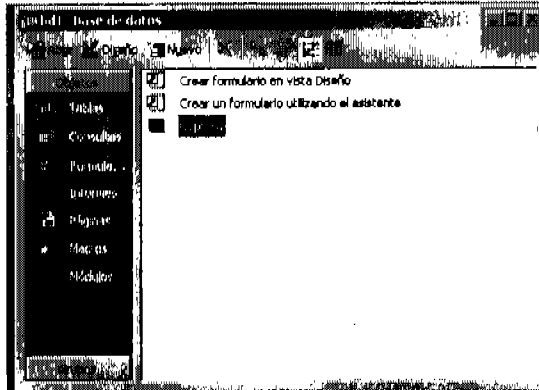 Base de datos
Abrir Diseño Nuevo
Objetos
Tablas
Consultas
Formula...
Informes
Páginas
Macros
Módulos
Crear formulario en vista Diseño
Crear un formulario utilizando el asistente